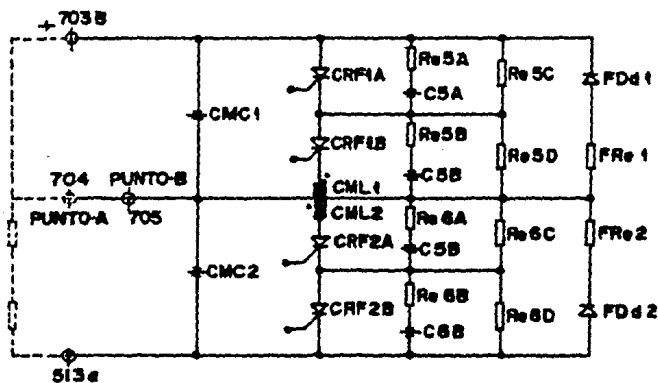 + 703B
CRF1A
Re5A
Re5C
FDd1
C5A
CMC1
CRF1B
Re5B
Re5D
FRe1
704 PUNTO-B
C5B
CML1
PUNTO-A 705
CML2
Re6A
Re6C
FRe2
CRF2A
C5B
CMC2
CRF2B
Re6B
Re6D
FDd2
C6B
513a